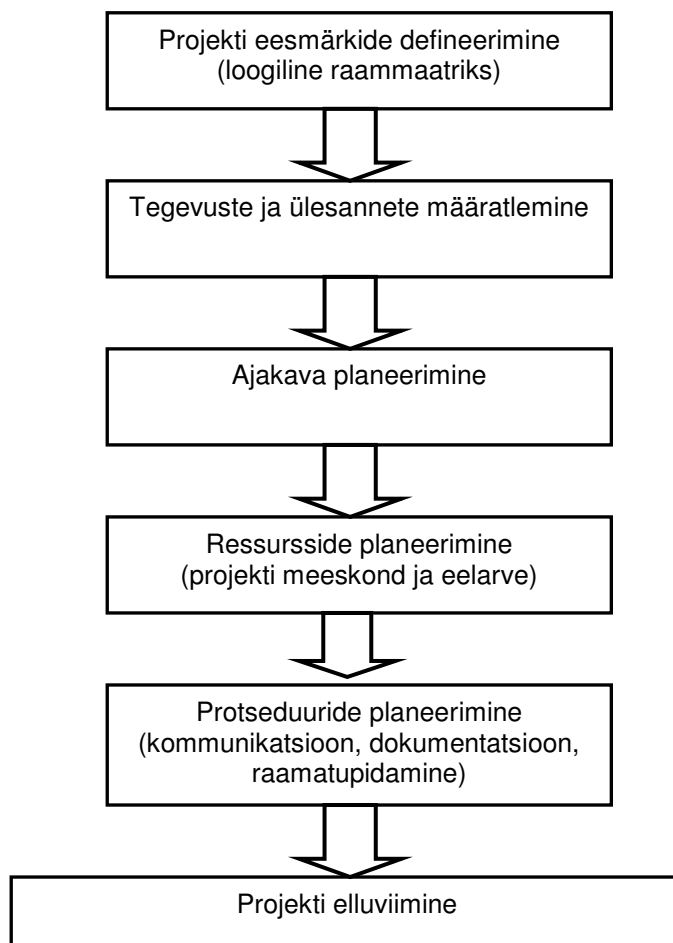 Projekti eesmärkide defineerimine
(loogiline raammaatriks)
Tegevuste ja ülesannete määratlemine
Ajakava planeerimine
Ressursside planeerimine
(projekti meeskond ja eelarve)
Protseduuride planeerimine
(kommunikatsioon, dokumentatsioon,
raamatupidamine)
Projekti elluviimine